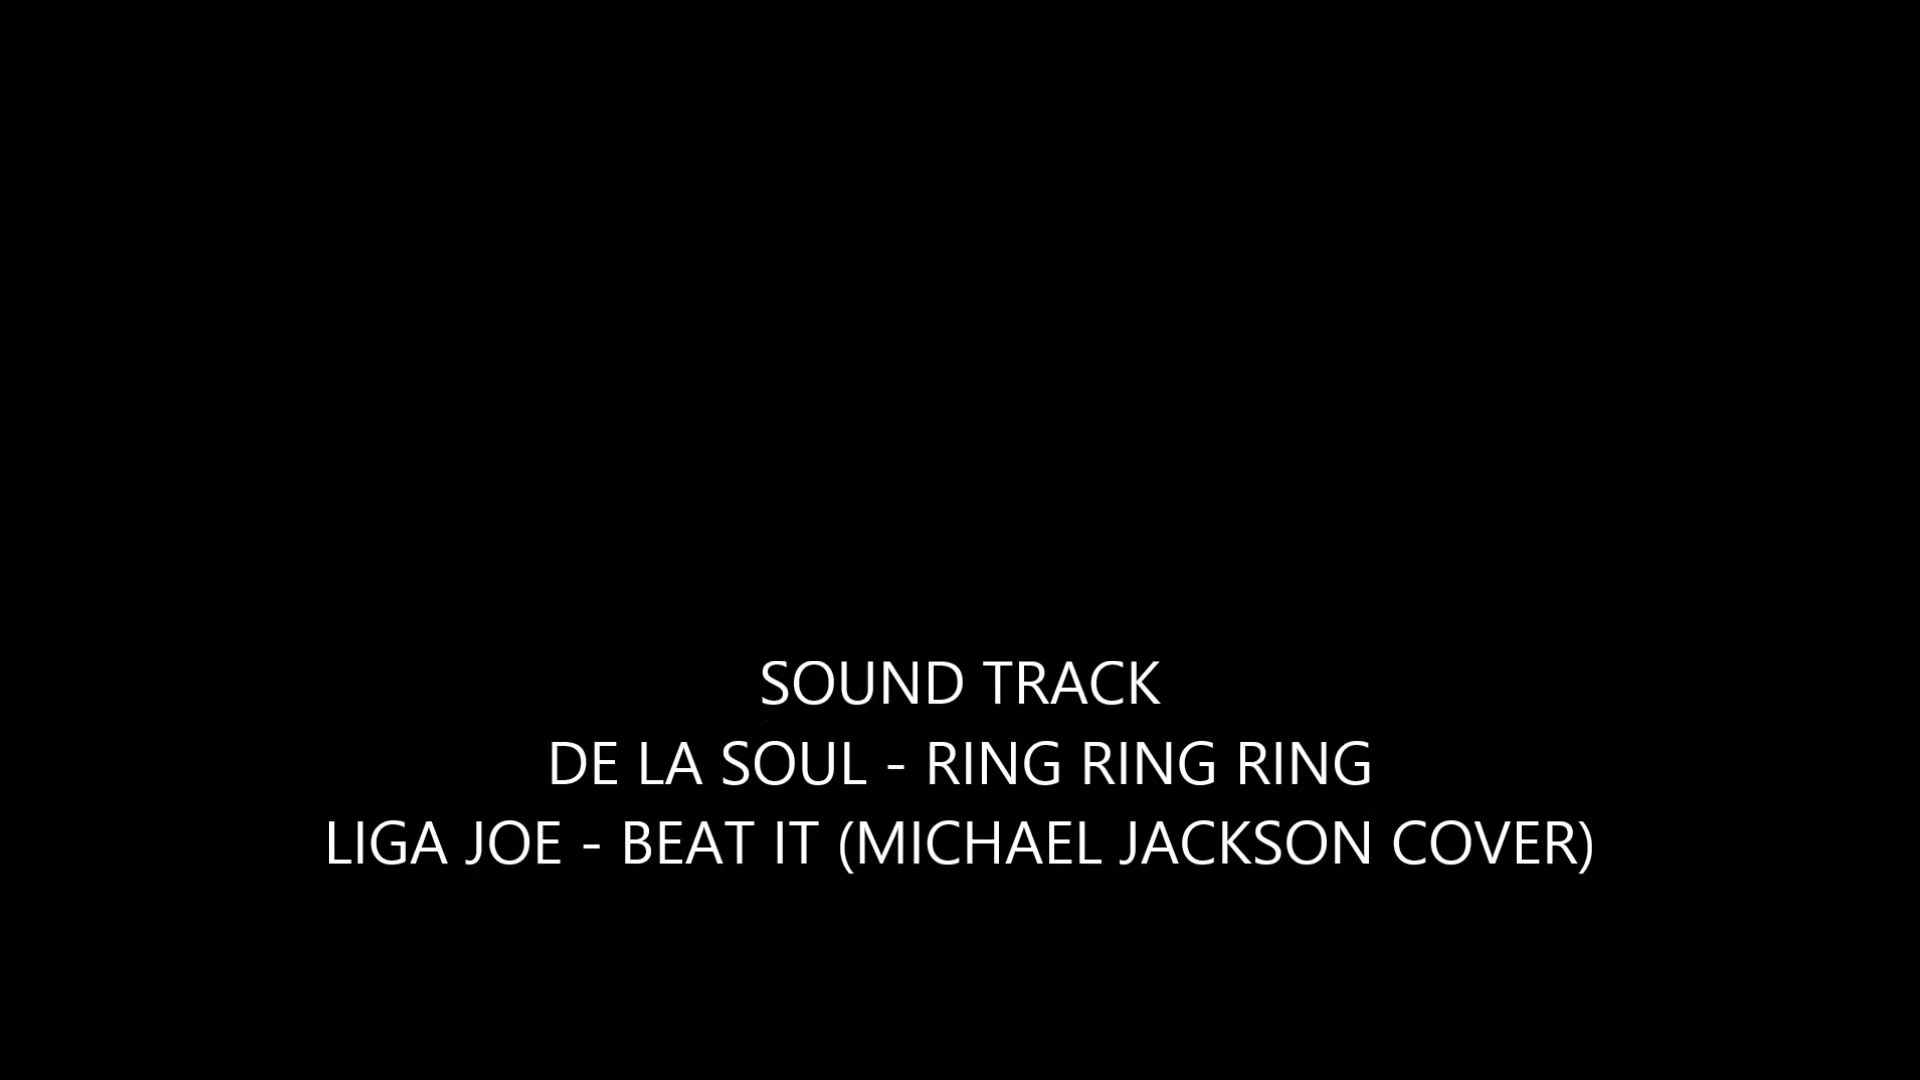 SOUND TRACK
DE LA SOUL - RING RING RING
LIGA JOE - BEAT IT (MICHAEL JACKSON COVER)